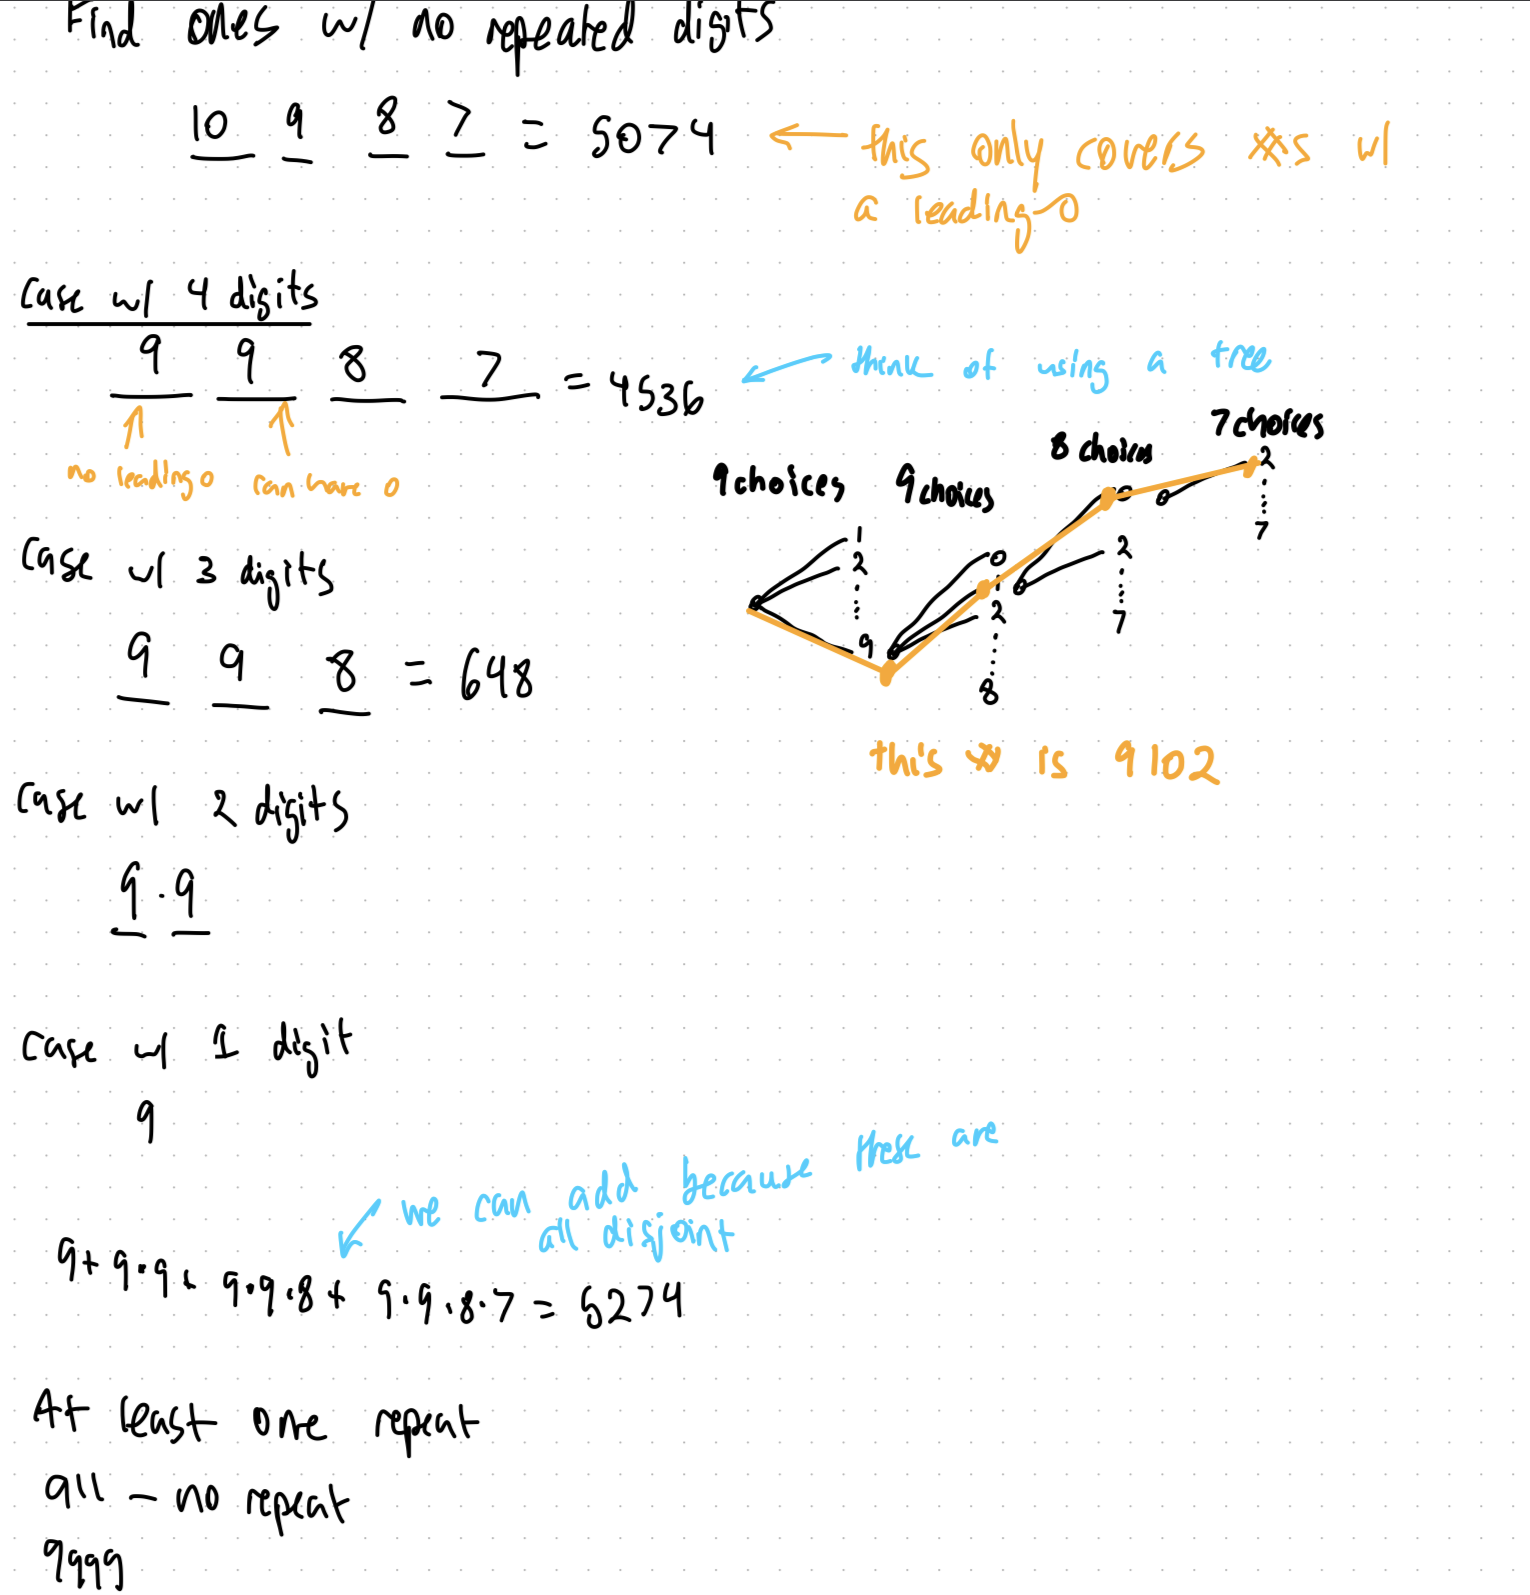 Find ones w/ no repeated digits
10 9 8 7 = 5074 ← this only covers #s w/
a leading 0
Case w/ 4 digits
9 9 8 7 = 4536 ← think of using a tree
no leading 0 can have 0
9 choices 9 choices 8 choices 7 choices
1
2
⋮
9
0
1
2
⋮
8
0
2
⋮
7
2
⋮
7
this # is 9102
Case w/ 3 digits
9 9 8 = 648
Case w/ 2 digits
9 · 9
Case w/ 1 digit
9
we can add because these are
all disjoint
9 + 9·9 + 9·9·8 + 9·9·8·7 = 5274
At least one repeat
all – no repeat
9999